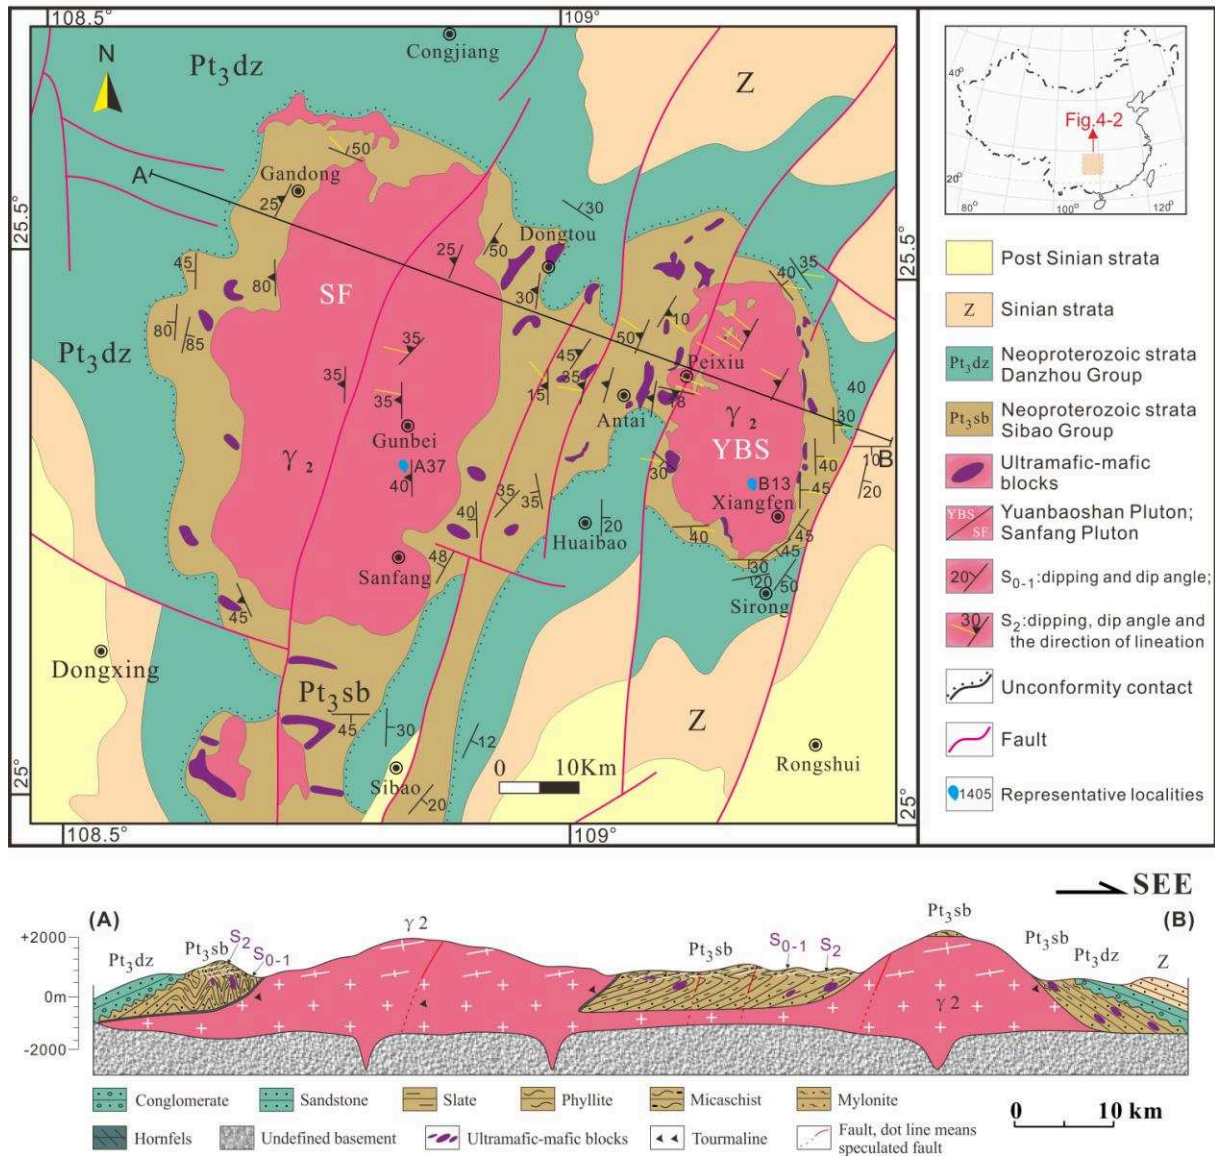 108.5°
109°
N
Congjiang
Pt₃dz
Z
50
Gandong
A
25
30
50
Dongtou
25
45
80
SF
30
40
35
10
50
80
85
35
Pt₃dz
35
45
35
15
Peixiu
18
35
Gunbei
Antai
40
γ ₂
γ ₂
YBS
30
B
10
A37
40
30
40
B13
45
20
Xiangfen
35
35
40
20
Huaibao
40
45
48
Sanfang
45
30
20
50
Sirong
45
Dongxing
Pt₃sb
45
30
12
Z
Rongshui
0 10Km
Sibao
20
25.5°
25°
25.5°
25°
108.5°
109°
40°
20°
80°
100°
120°
Fig.4-2
Post Sinian strata
Z Sinian strata
Pt₃dz Neoproterozoic strata
Danzhou Group
Pt₃sb Neoproterozoic strata
Sibao Group
Ultramafic-mafic
blocks
YBS SF Yuanbaoshan Pluton;
Sanfang Pluton
20 S₀₋₁:dipping and dip angle;
30 S₂:dipping, dip angle and
the direction of lineation
Unconformity contact
Fault
1405 Representative localities
SEE
(A)
(B)
+2000
0m
-2000
Pt₃dz
Pt₃sb
S₂
S₀₋₁
γ 2
Pt₃sb
S₀₋₁
S₂
Pt₃sb
γ 2
Pt₃sb
Pt₃dz
Z
Conglomerate Sandstone Slate Phyllite Micaschist Mylonite
Hornfels Undefined basement Ultramafic-mafic blocks Tourmaline Fault, dot line means
speculated fault
0 10 km